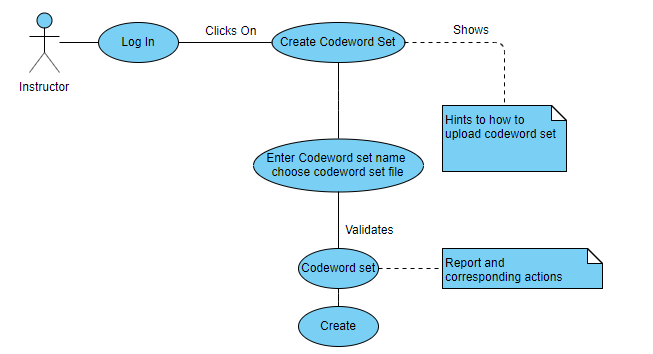 Shows
Clicks On
Log In
Create Codeword Set
Instructor
Hints to how to
upload codeword set
Enter Codeword set name
choose codeword set file
Validates
Codeword set
Report and
corresponding actions
Create